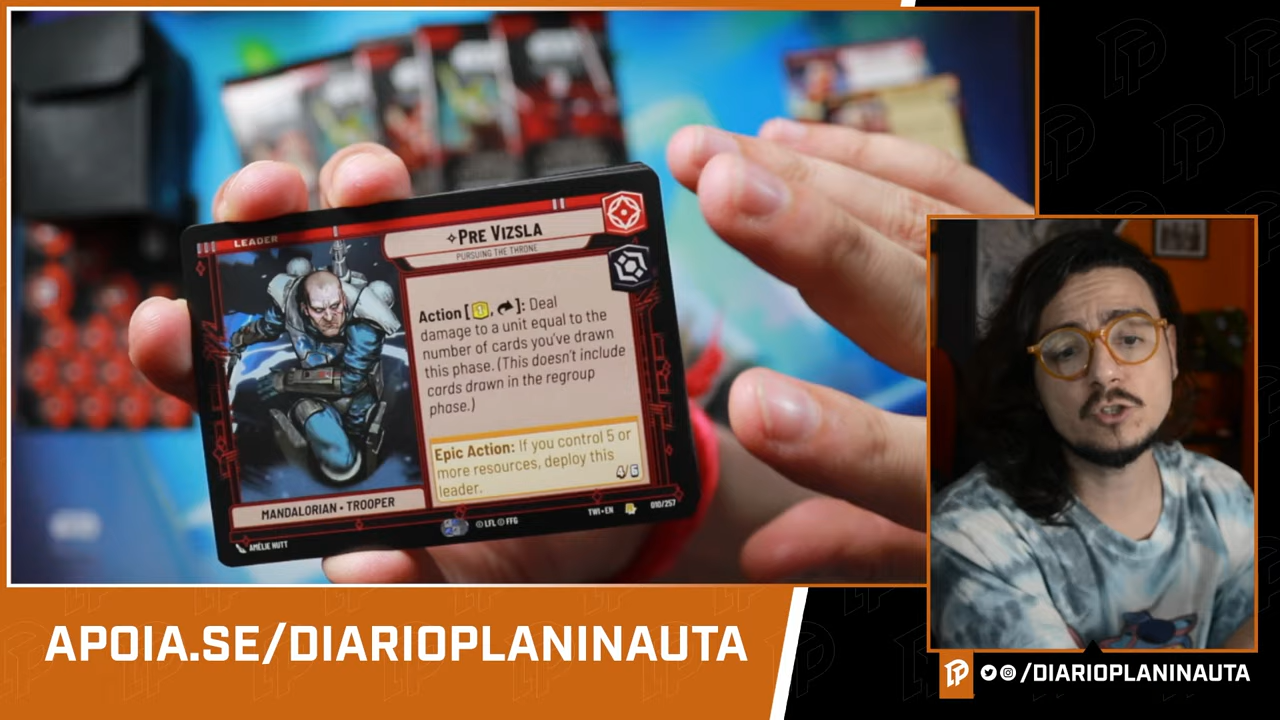 LEADER
PRE VIZSLA
PURSUING THE THRONE
Action [1, ]: Deal
damage to a unit equal to the
number of cards you've drawn
this phase. (This doesn't include
cards drawn in the regroup
phase.)
Epic Action: If you control 5 or
more resources, deploy this
leader.
4/6
MANDALORIAN • TROOPER
AMÉLIE HUTT
© LFL © FFG
TWI • EN
010/257
APOIA.SE/DIARIOPLANINAUTA
/DIARIOPLANINAUTA